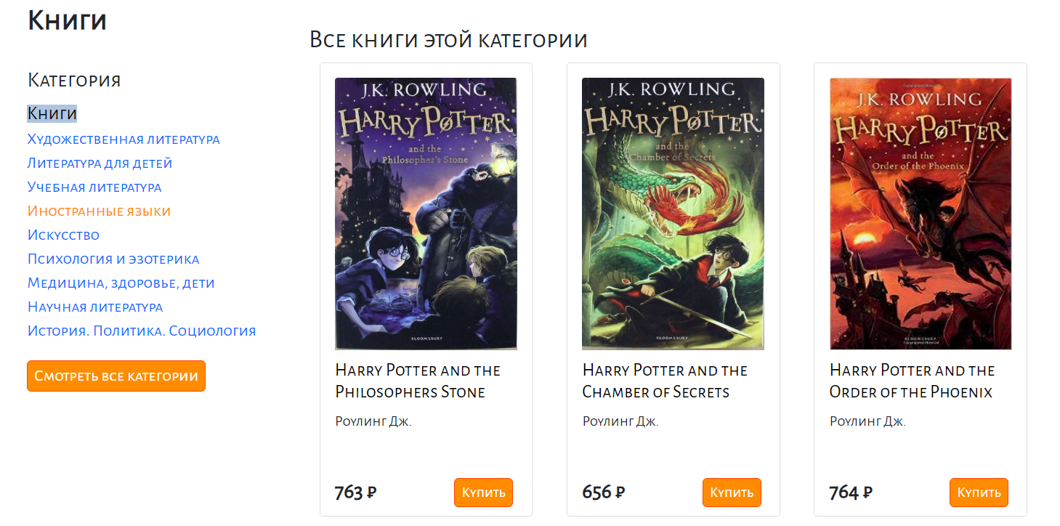 Книги
Категория
Книги
Художественная литература
Литература для детей
Учебная литература
Иностранные языки
Искусство
Психология и эзотерика
Медицина, здоровье, дети
Научная литература
История. Политика. Социология
Смотреть все категории
Все книги этой категории
J.K. ROWLING
HARRY POTTER
and the
Philosopher's Stone
BLOOMSBURY
Harry Potter and the
Philosophers Stone
Роулинг Дж.
763 ₽
Купить
J.K. ROWLING
HARRY POTTER
and the
Chamber of Secrets
BLOOMSBURY
Harry Potter and the
Chamber of Secrets
Роулинг Дж.
656 ₽
Купить
J.K. ROWLING
HARRY POTTER
and the
Order of the Phoenix
BLOOMSBURY
Harry Potter and the
Order of the Phoenix
Роулинг Дж.
764 ₽
Купить